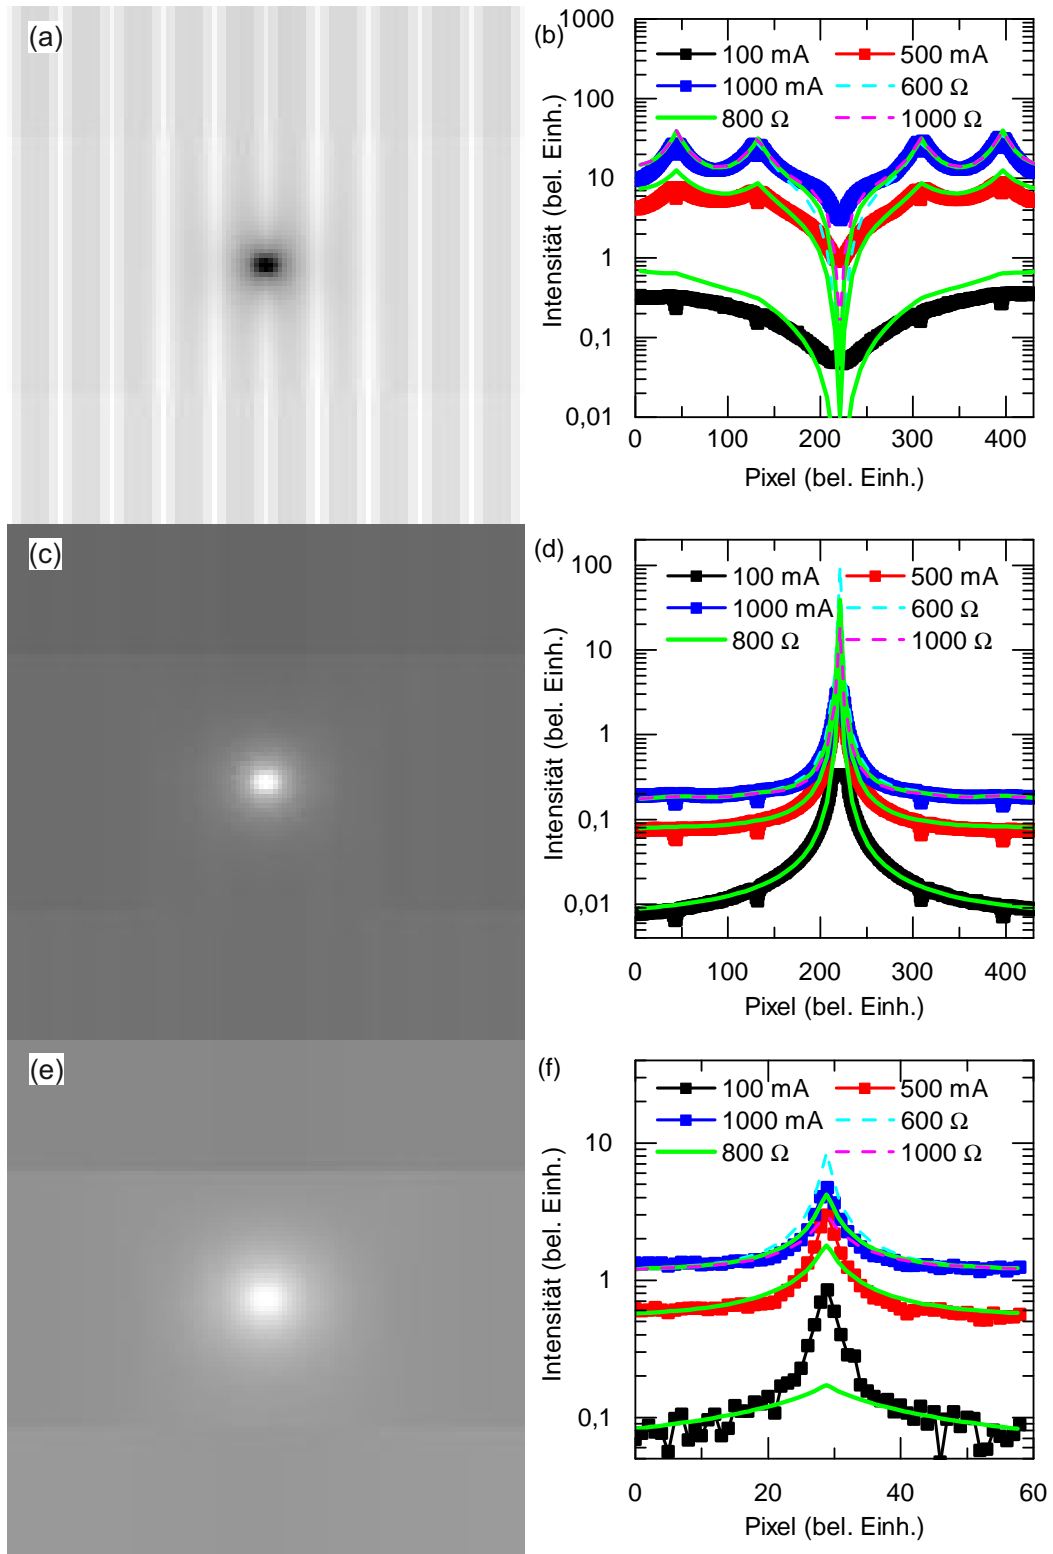 (a)
(b)
1000
100
10
1
0,1
0,01
Intensität (bel. Einh.)
100 mA 500 mA
1000 mA 600 Ω
800 Ω 1000 Ω
0 100 200 300 400
Pixel (bel. Einh.)
(c)
(d)
100
10
1
0,1
0,01
Intensität (bel. Einh.)
100 mA 500 mA
1000 mA 600 Ω
800 Ω 1000 Ω
0 100 200 300 400
Pixel (bel. Einh.)
(e)
(f)
10
1
0,1
Intensität (bel. Einh.)
100 mA 500 mA
1000 mA 600 Ω
800 Ω 1000 Ω
0 20 40 60
Pixel (bel. Einh.)